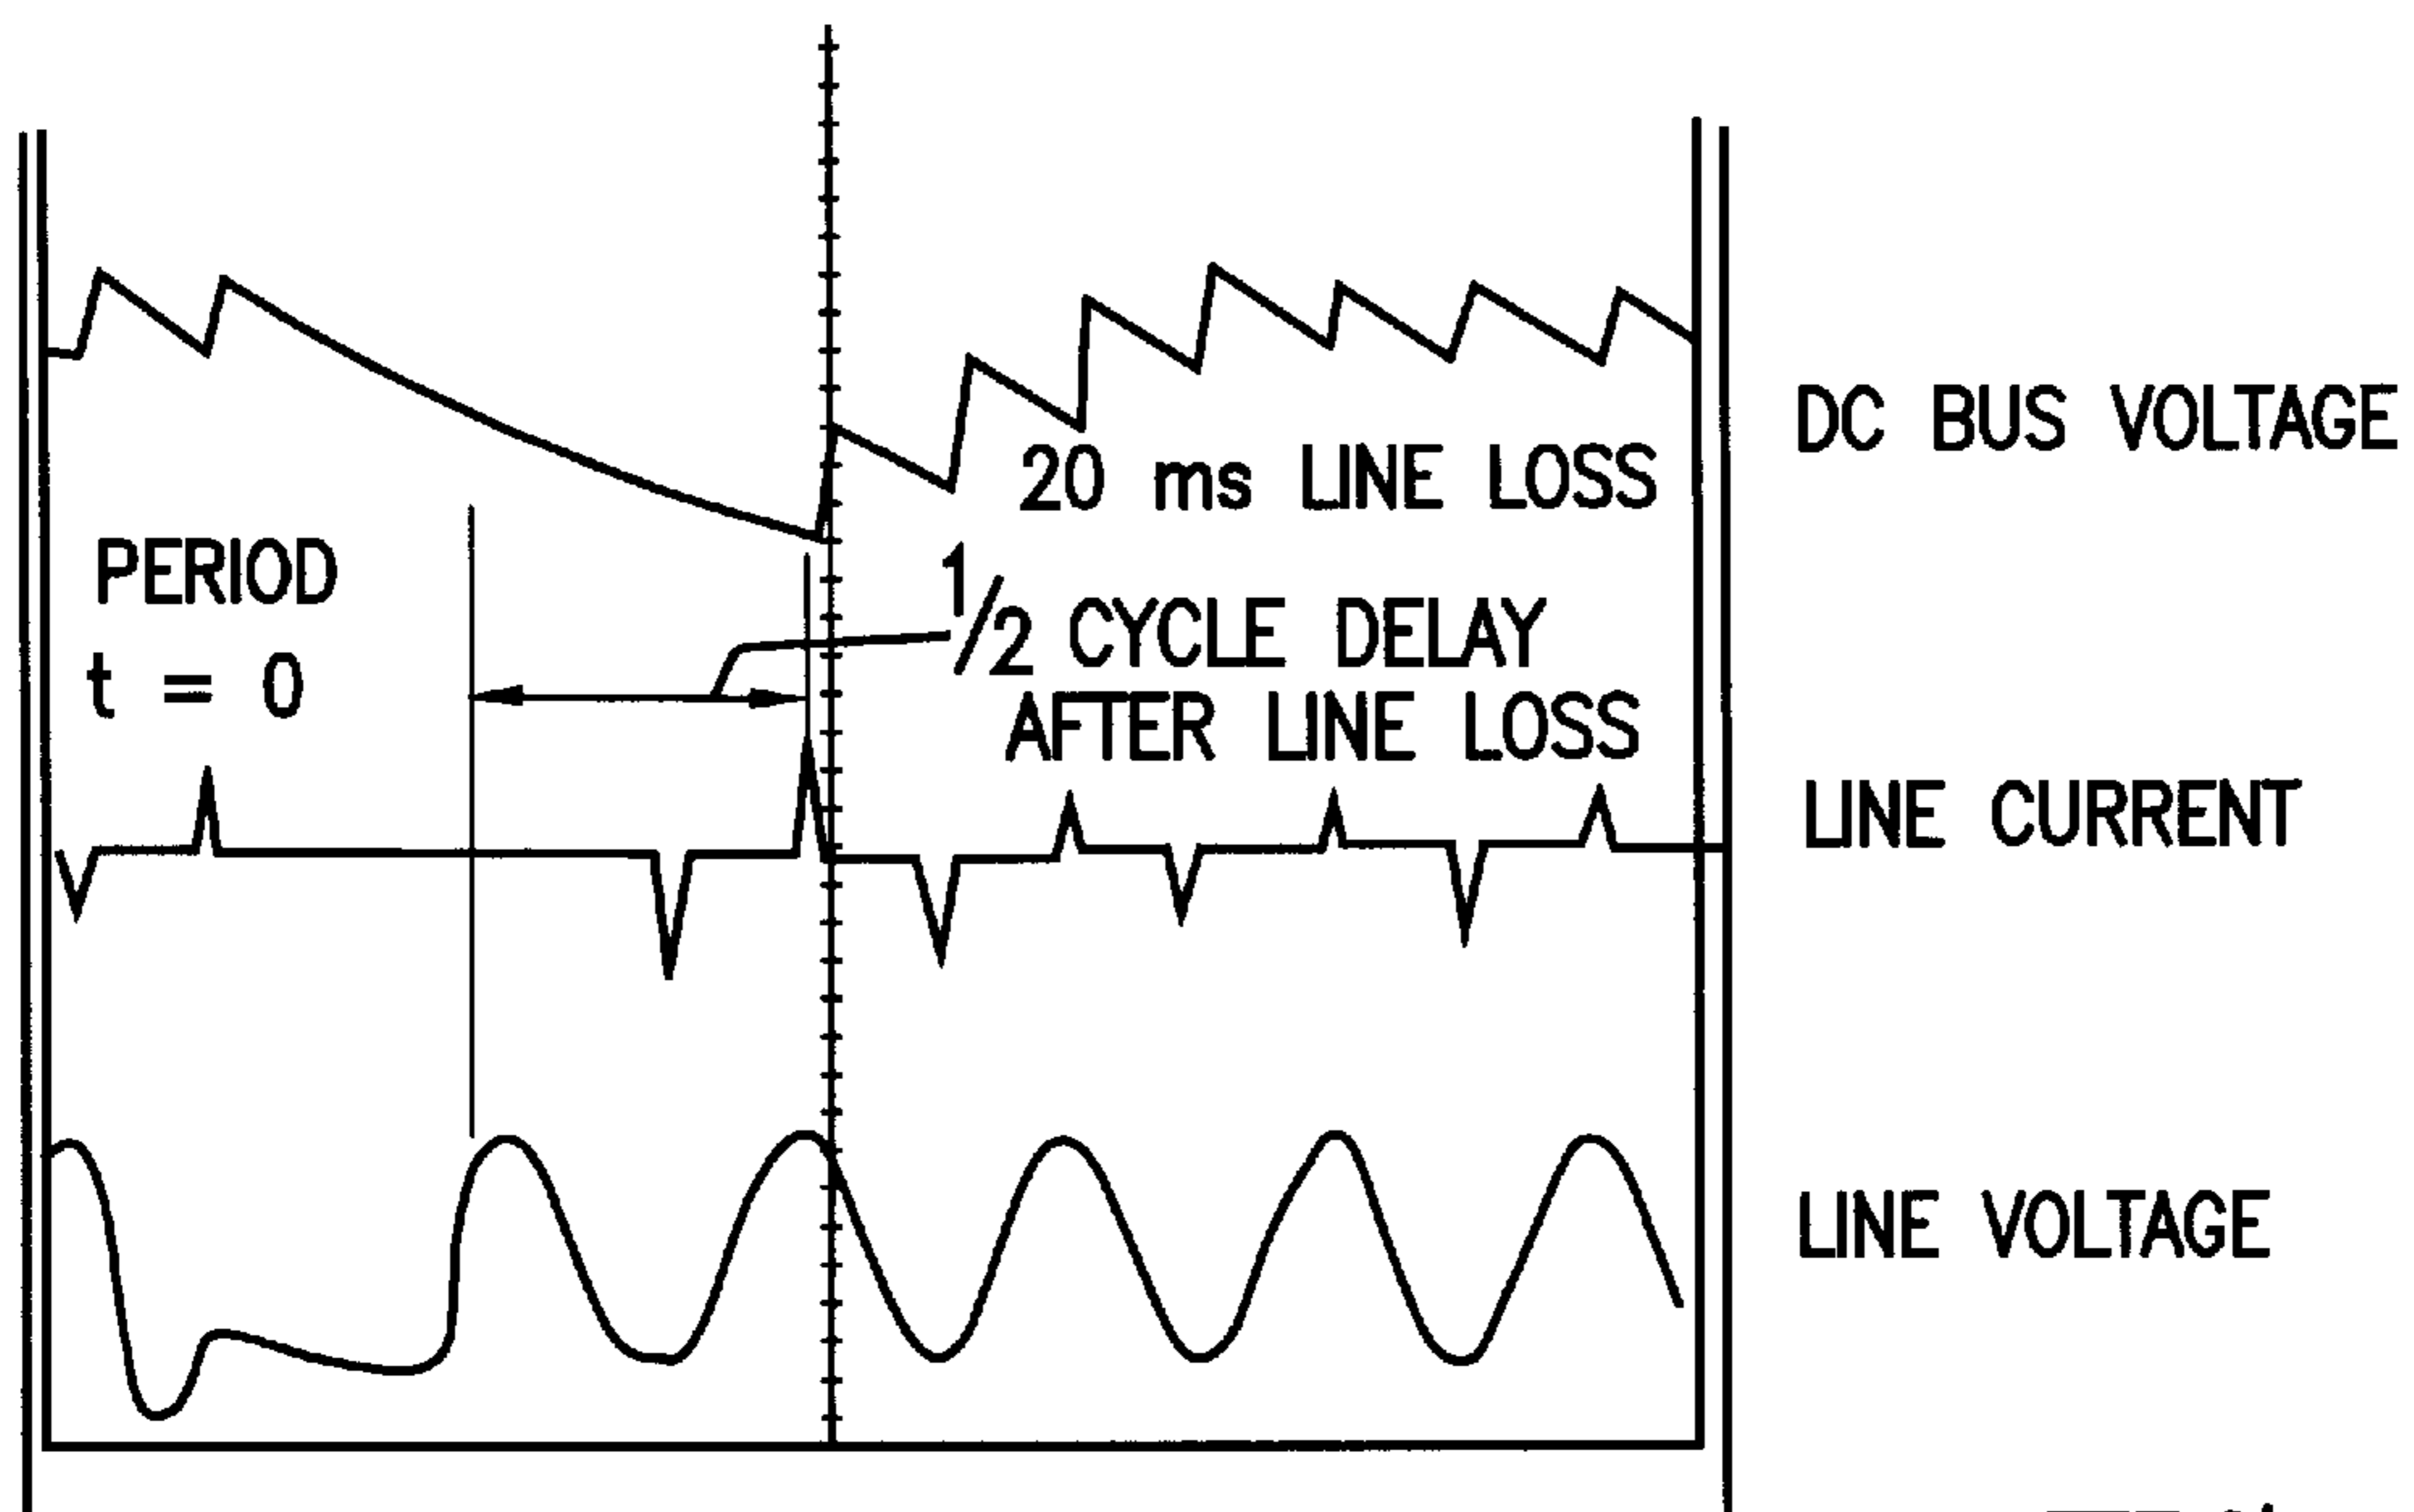 DC BUS VOLTAGE
20 ms LINE LOSS
PERIOD
t = 0
1/2 CYCLE DELAY
AFTER LINE LOSS
LINE CURRENT
LINE VOLTAGE